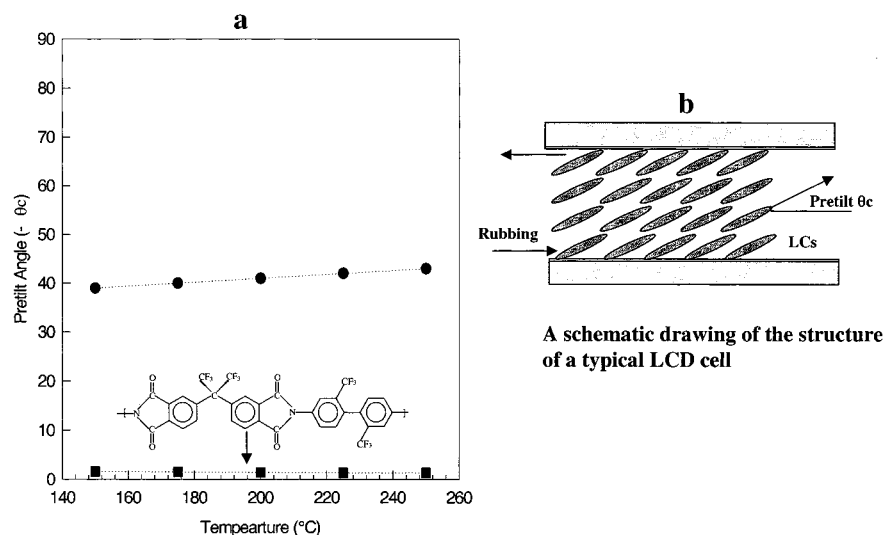 a
90
80
70
60
50
40
30
20
10
0
Pretilt Angle (- θc)
CF₃ CF₃
O O O
C C C
N C N
C C C
O O O
CF₃
CF₃
140 160 180 200 220 240 260
Tempearture (°C)
b
Pretilt θc
Rubbing
LCs
A schematic drawing of the structure
of a typical LCD cell